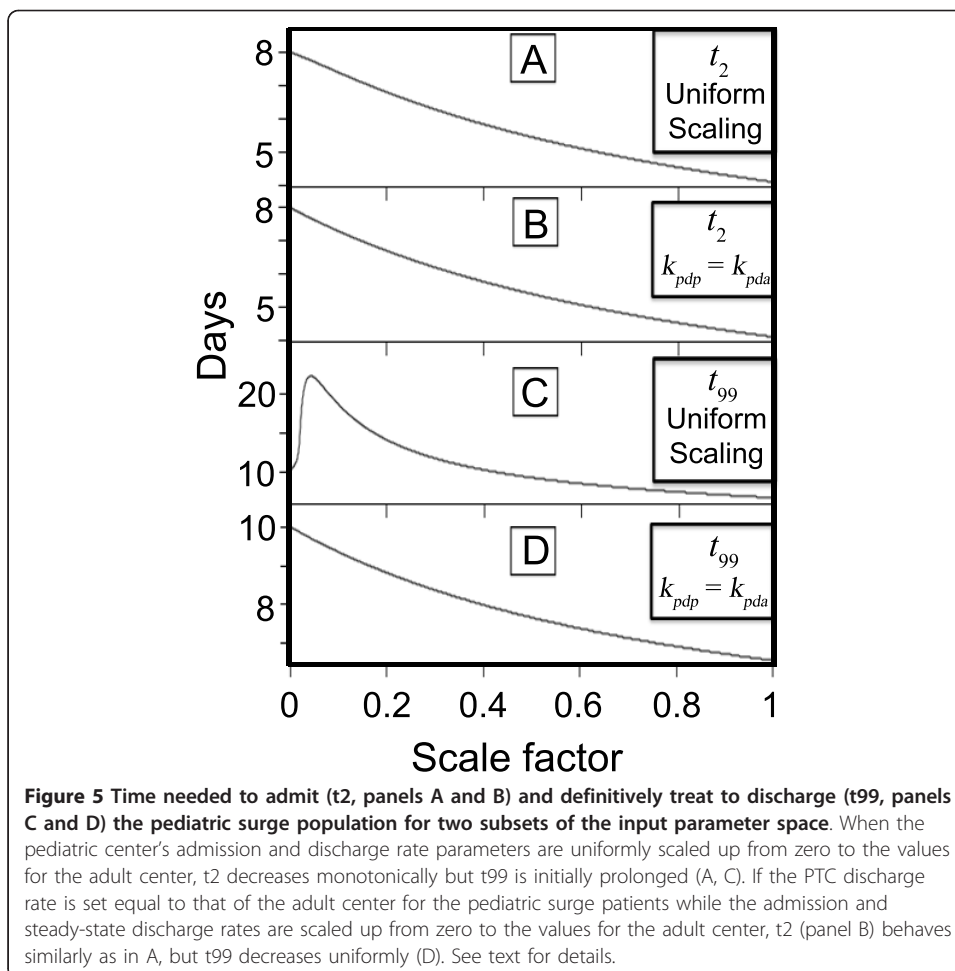 8
A
t2
Uniform
Scaling
5
8
B
t2
kpdp = kpda
5
Days
20
C
t99
Uniform
Scaling
10
10
D
t99
kpdp = kpda
8
0 0.2 0.4 0.6 0.8 1
Scale factor
Figure 5 Time needed to admit (t2, panels A and B) and definitively treat to discharge (t99, panels
C and D) the pediatric surge population for two subsets of the input parameter space. When the
pediatric center's admission and discharge rate parameters are uniformly scaled up from zero to the values
for the adult center, t2 decreases monotonically but t99 is initially prolonged (A, C). If the PTC discharge
rate is set equal to that of the adult center for the pediatric surge patients while the admission and
steady-state discharge rates are scaled up from zero to the values for the adult center, t2 (panel B) behaves
similarly as in A, but t99 decreases uniformly (D). See text for details.